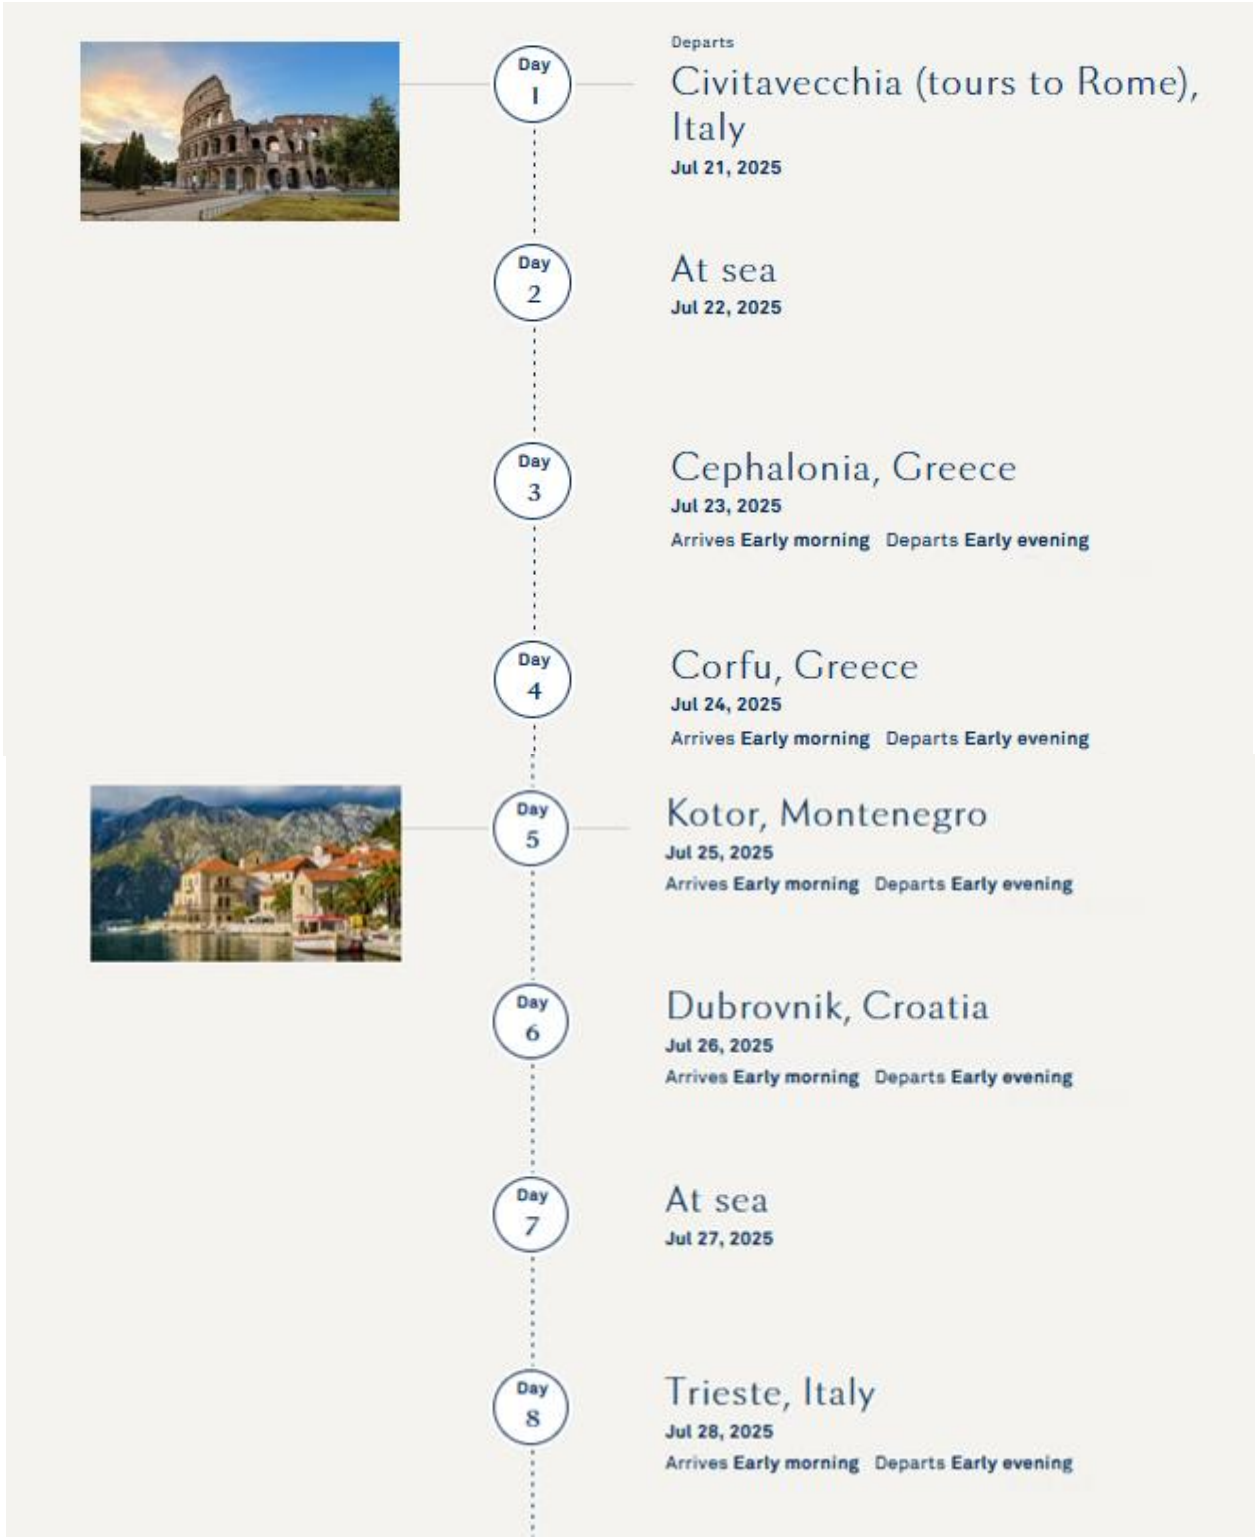 Departs
Day
1
Civitavecchia (tours to Rome),
Italy
Jul 21, 2025
Day
2
At sea
Jul 22, 2025
Day
3
Cephalonia, Greece
Jul 23, 2025
Arrives Early morning Departs Early evening
Day
4
Corfu, Greece
Jul 24, 2025
Arrives Early morning Departs Early evening
Day
5
Kotor, Montenegro
Jul 25, 2025
Arrives Early morning Departs Early evening
Day
6
Dubrovnik, Croatia
Jul 26, 2025
Arrives Early morning Departs Early evening
Day
7
At sea
Jul 27, 2025
Day
8
Trieste, Italy
Jul 28, 2025
Arrives Early morning Departs Early evening